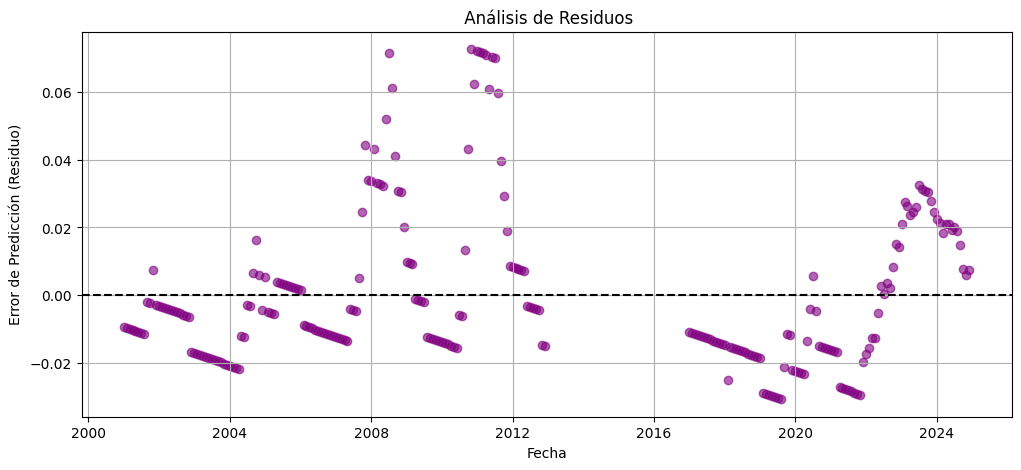 Análisis de Residuos
Error de Predicción (Residuo)
0.06
0.04
0.02
0.00
−0.02
2000 2004 2008 2012 2016 2020 2024
Fecha